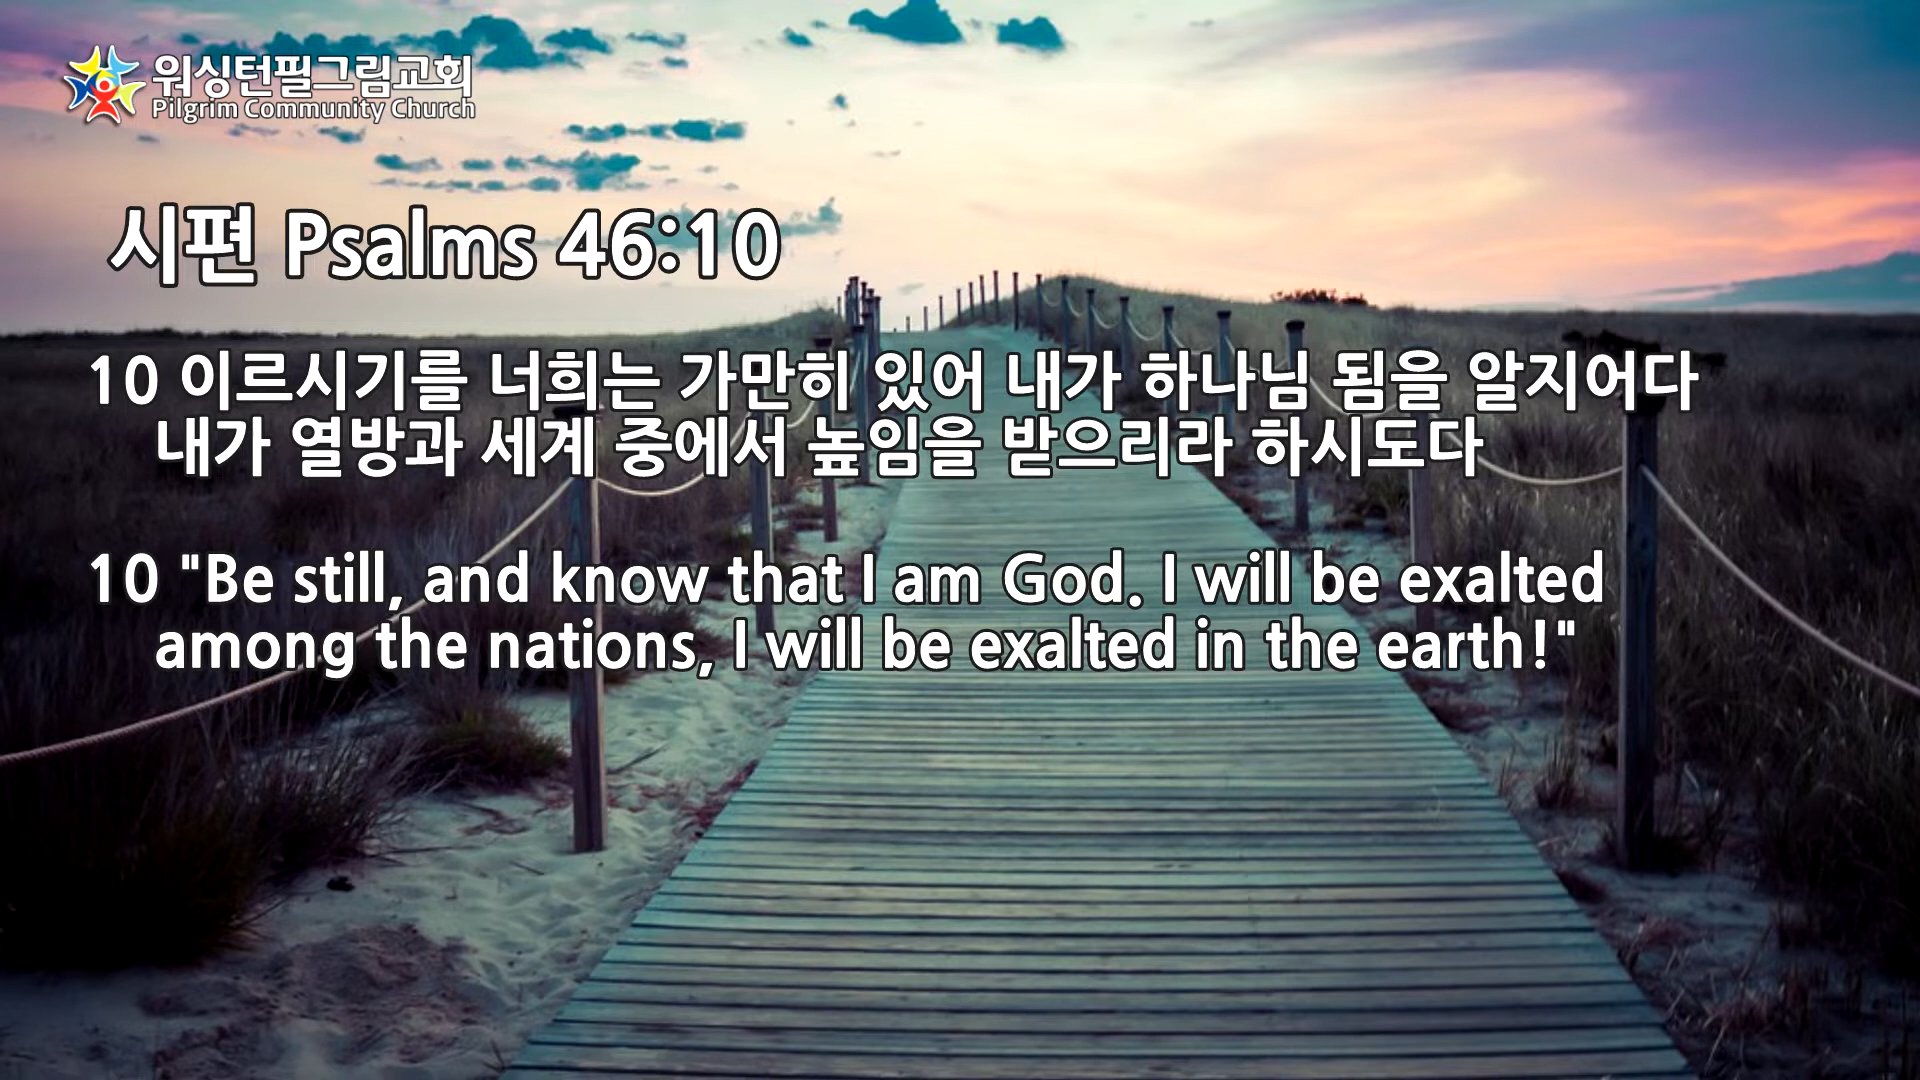 워싱턴필그림교회
Pilgrim Community Church
시편 Psalms 46:10
10 이르시기를 너희는 가만히 있어 내가 하나님 됨을 알지어다
내가 열방과 세계 중에서 높임을 받으리라 하시도다
10 "Be still, and know that I am God. I will be exalted
among the nations, I will be exalted in the earth!"